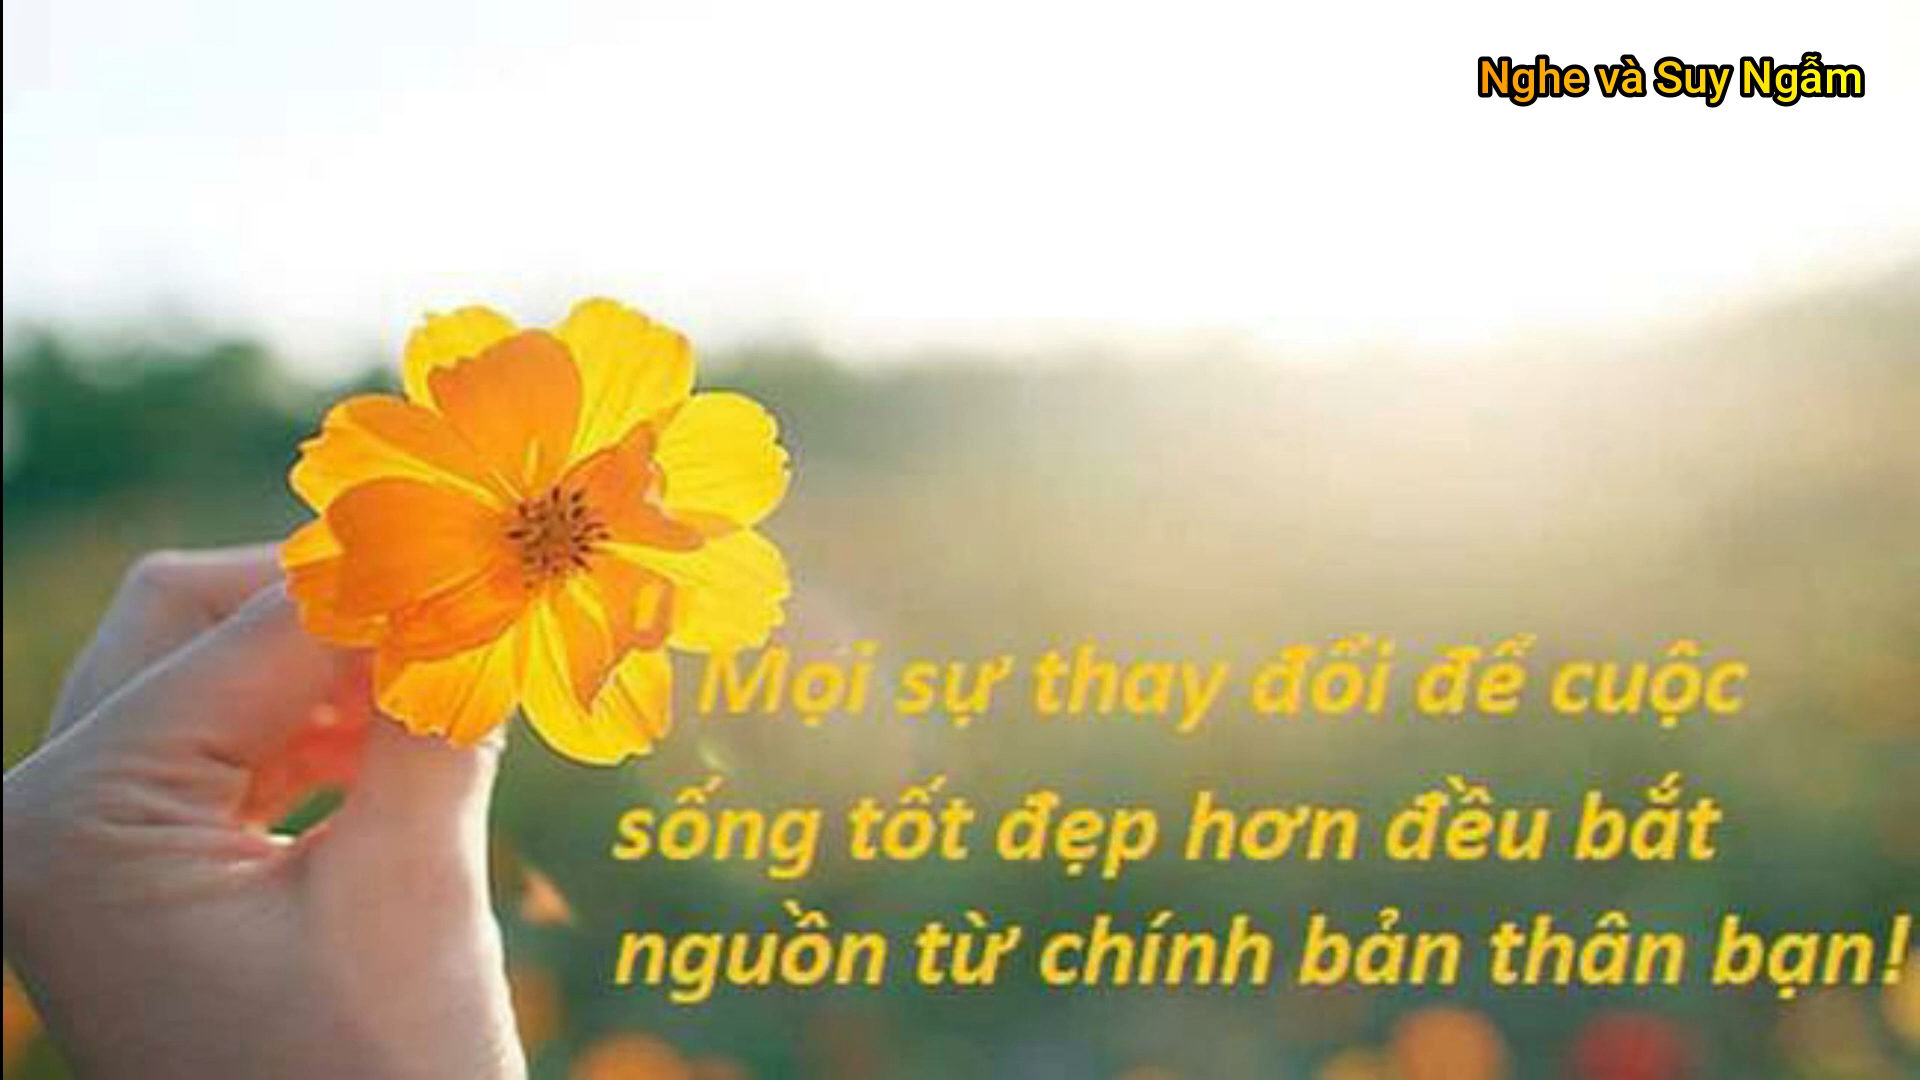 Nghe và Suy Ngẫm
Mọi sự thay đổi để cuộc
sống tốt đẹp hơn đều bắt
nguồn từ chính bản thân bạn!